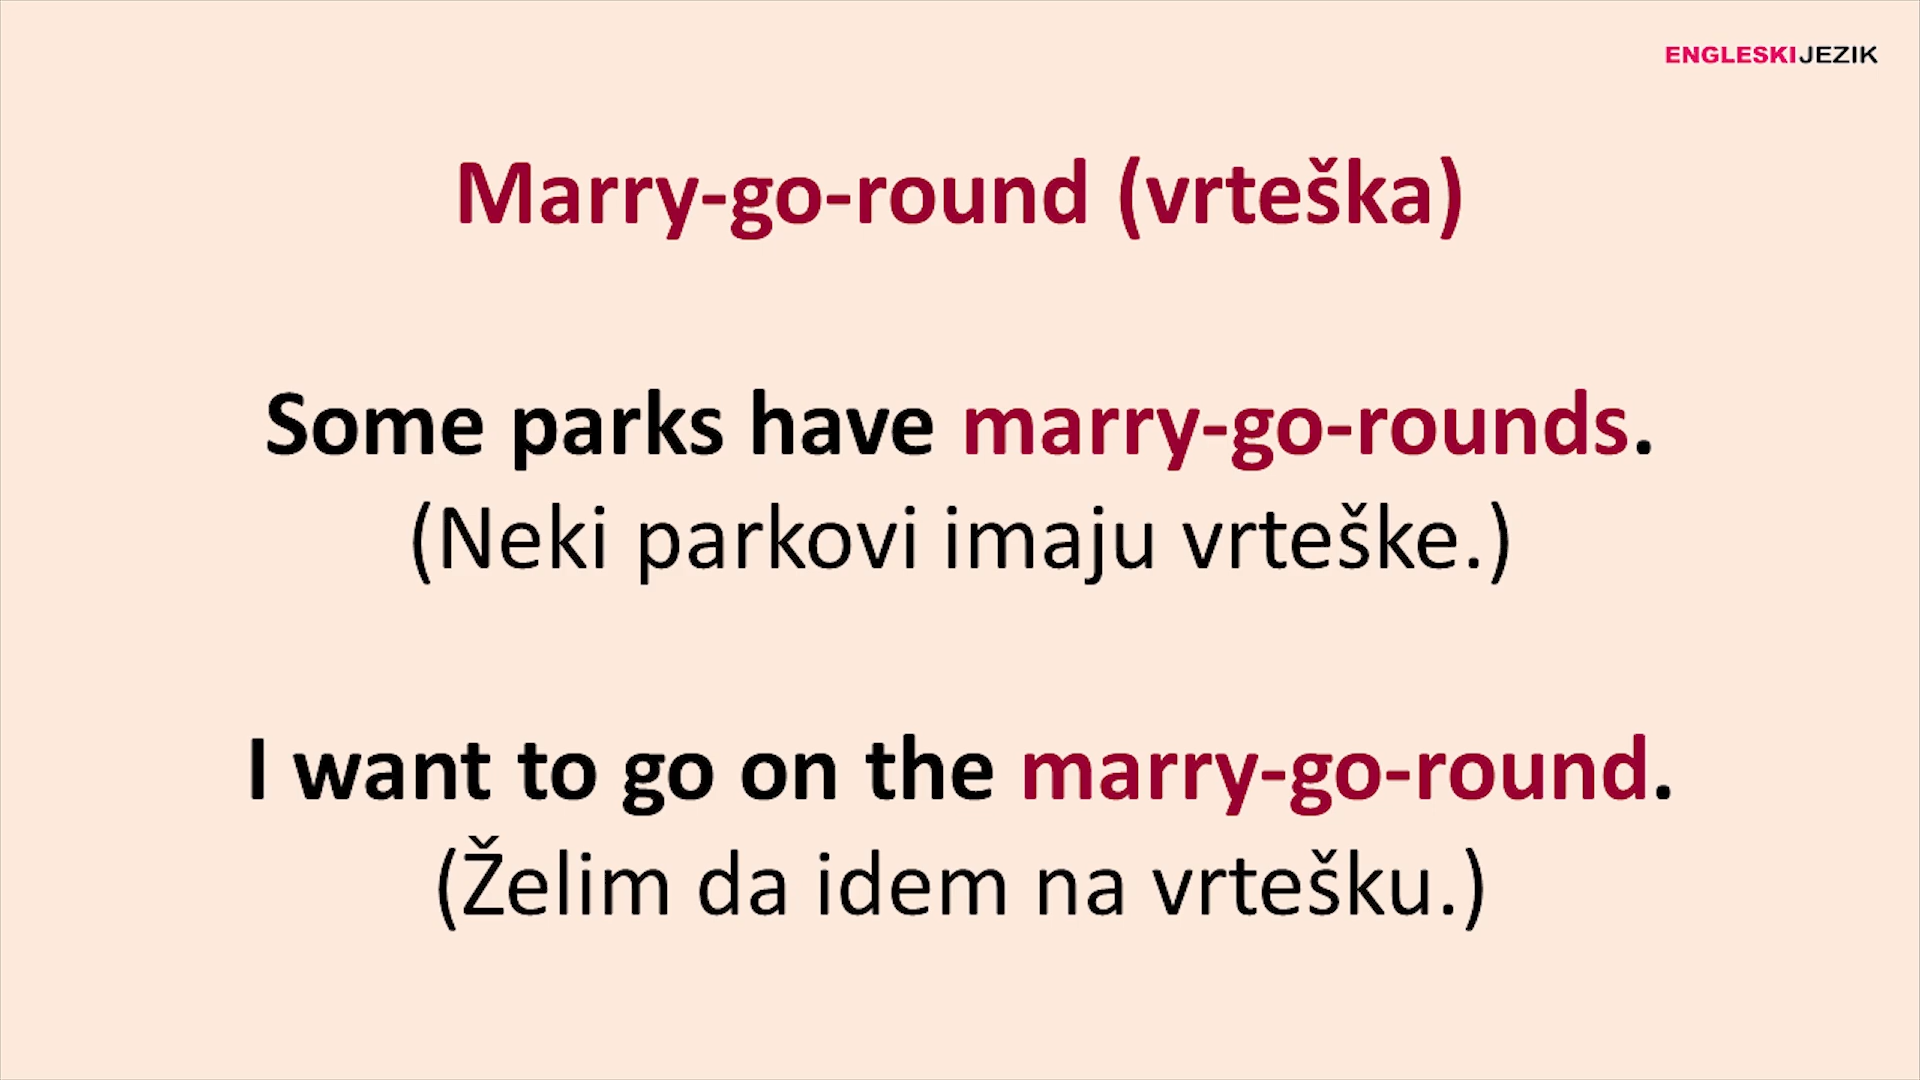 ENGLESKIJEZIK
Marry-go-round (vrteška)
Some parks have marry-go-rounds.
(Neki parkovi imaju vrteške.)
I want to go on the marry-go-round.
(Želim da idem na vrtešku.)